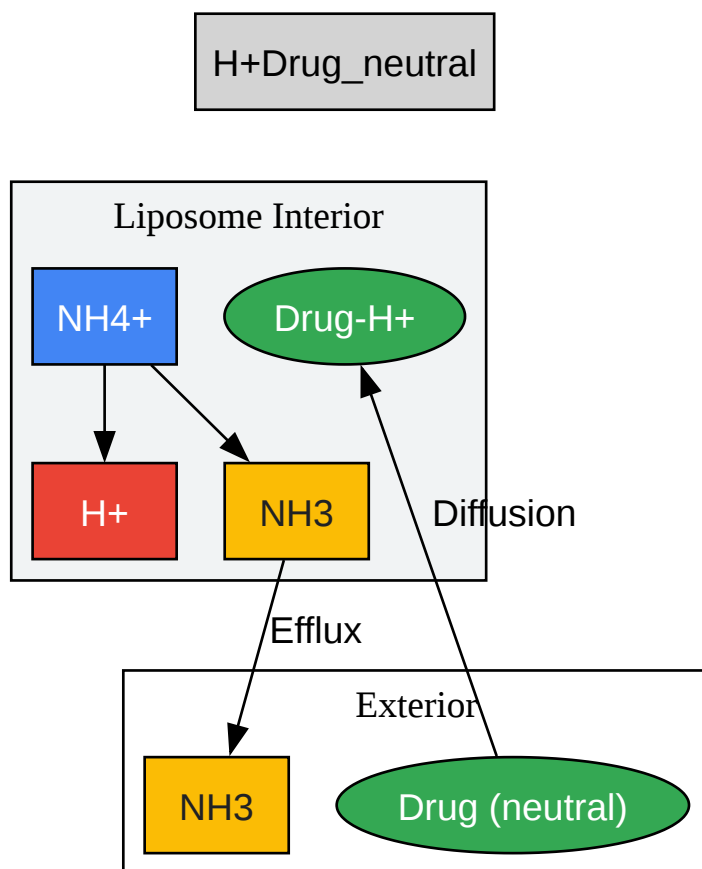 H+Drug_neutral
Liposome Interior
NH4+
Drug-H+
H+
NH3
Diffusion
Efflux
Exterior
NH3
Drug (neutral)